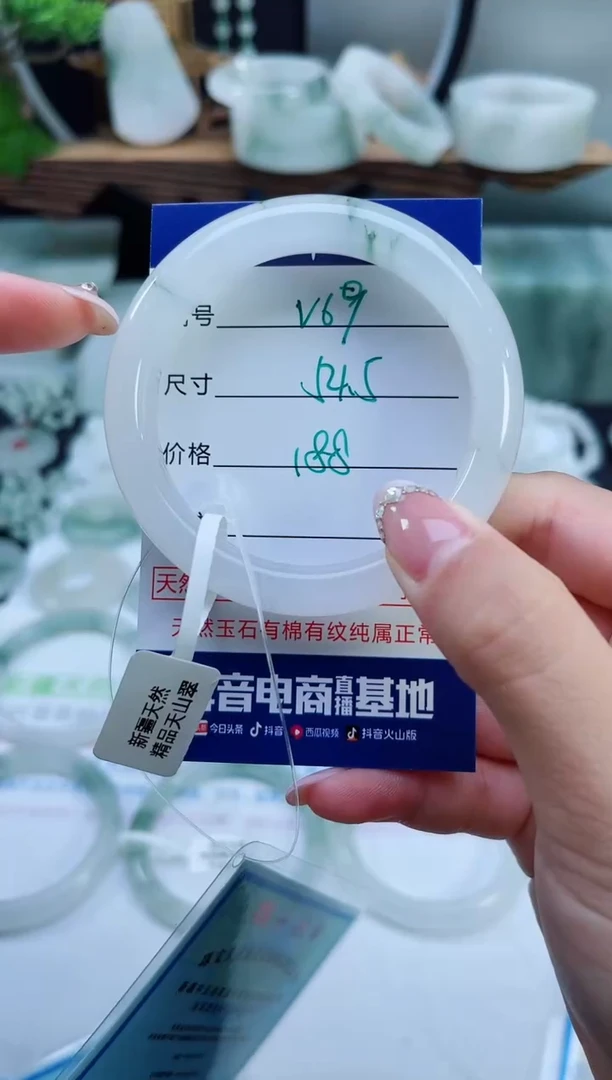 号 V69
尺寸 54.5
价格 188
天然
天然玉石有棉有纹纯属正常
音电商直播基地
今日头条 抖音 西瓜视频 抖音火山版
新疆天然
精品天山翠